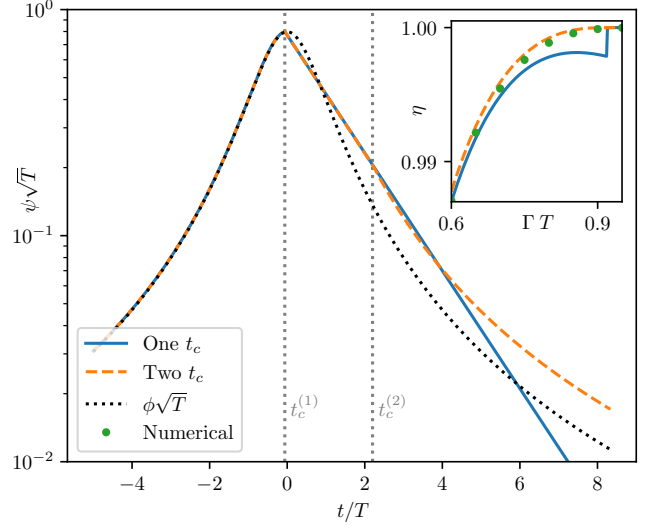 10⁰
10⁻¹
10⁻²
ψ√T
−4
−2
0
2
4
6
8
t/T
One t_c
Two t_c
φ√T
Numerical
t_c^(1)
t_c^(2)
1.00
0.99
η
0.6
Γ T
0.9